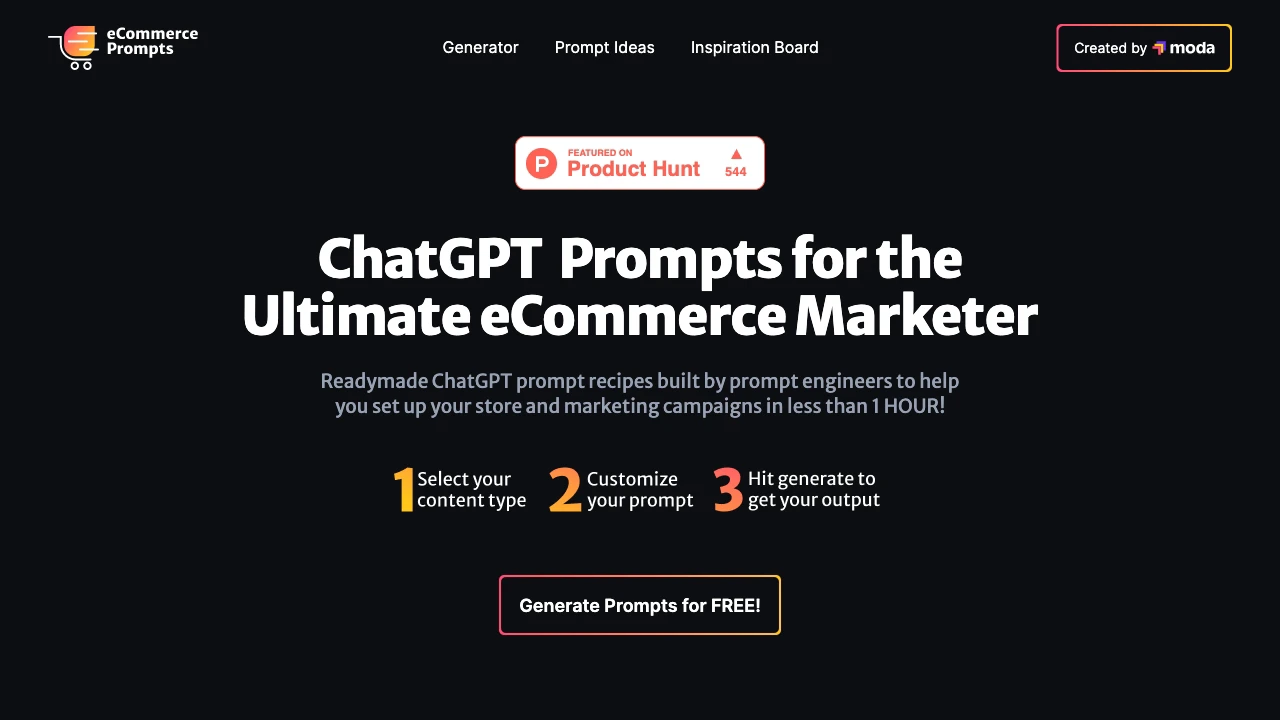 eCommerce
Prompts
Generator
Prompt Ideas
Inspiration Board
Created by moda
FEATURED ON
Product Hunt
544
ChatGPT Prompts for the
Ultimate eCommerce Marketer
Readymade ChatGPT prompt recipes built by prompt engineers to help
you set up your store and marketing campaigns in less than 1 HOUR!
1 Select your
content type
2 Customize
your prompt
3 Hit generate to
get your output
Generate Prompts for FREE!